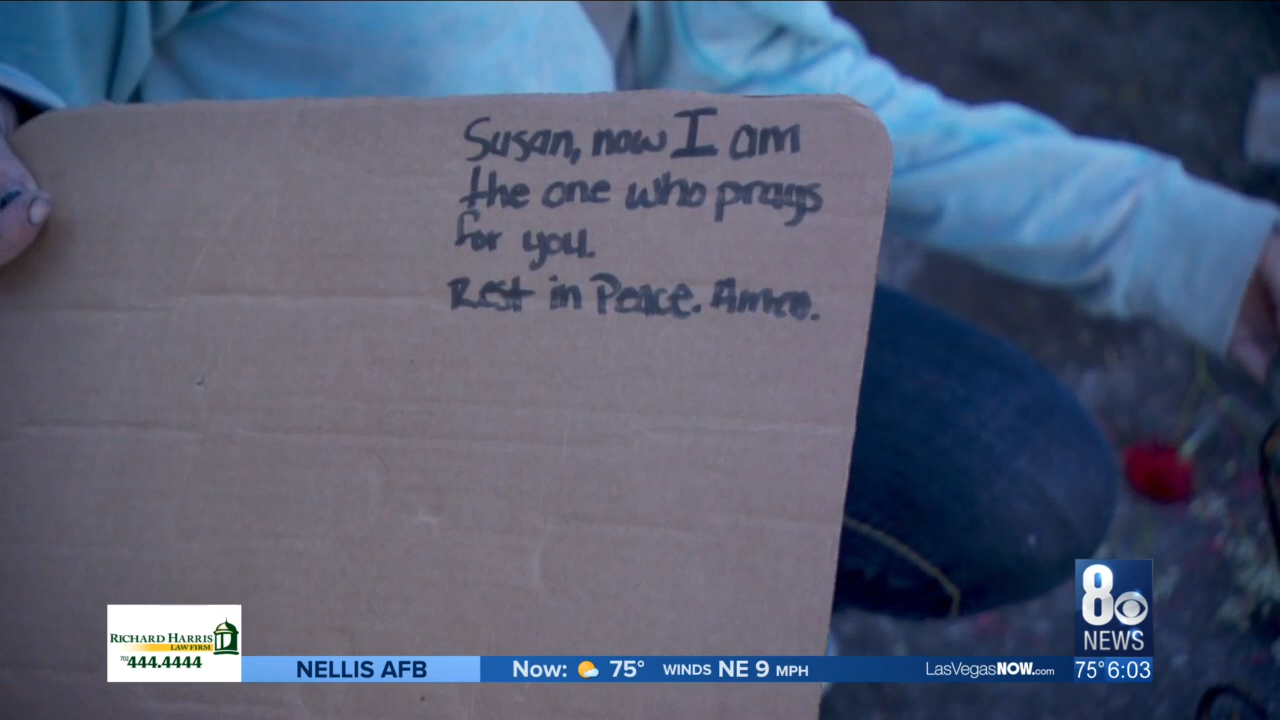 Susan, now I am
the one who prays
for you.
Rest in Peace. Amen.
RICHARD HARRIS
LAW FIRM
702 444.4444
NELLIS AFB
Now: 75° WINDS NE 9 MPH
LasVegasNOW.com
8
NEWS
75° 6:03